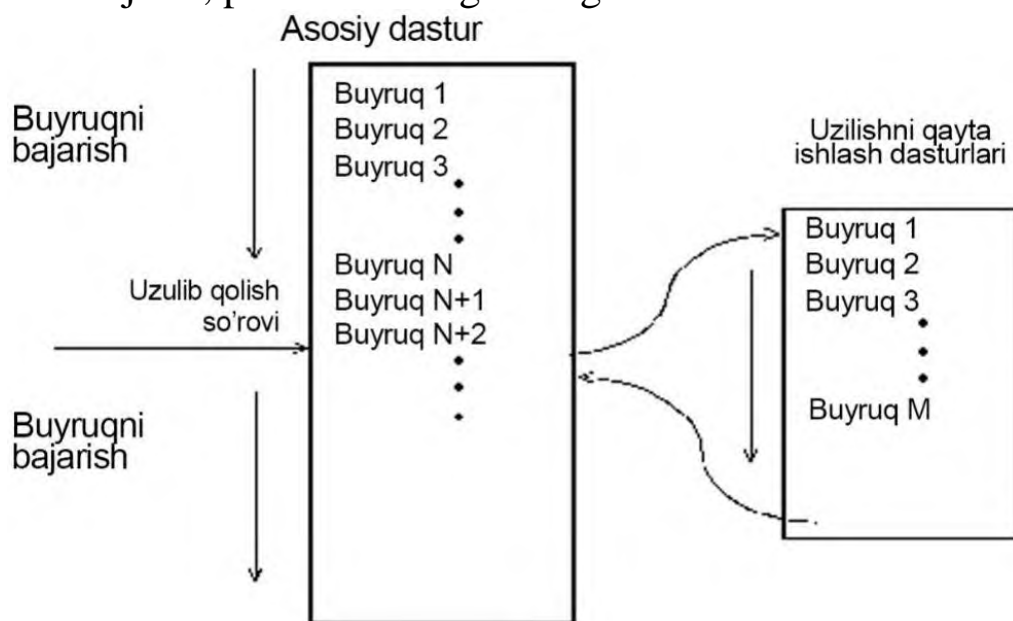 Asosiy dastur
Buyruqni
bajarish
Buyruq 1
Buyruq 2
Buyruq 3
Buyruq N
Buyruq N+1
Buyruq N+2
Uzulib qolish
so'rovi
Buyruqni
bajarish
Uzilishni qayta
ishlash dasturlari
Buyruq 1
Buyruq 2
Buyruq 3
Buyruq M